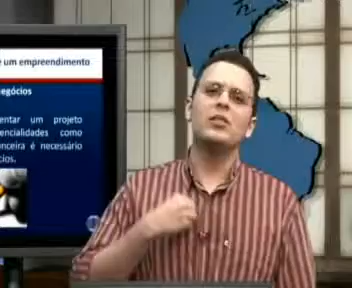 e um empreendimento
egócios
entar um projeto
encialidades como
nceira é necessário
cios.